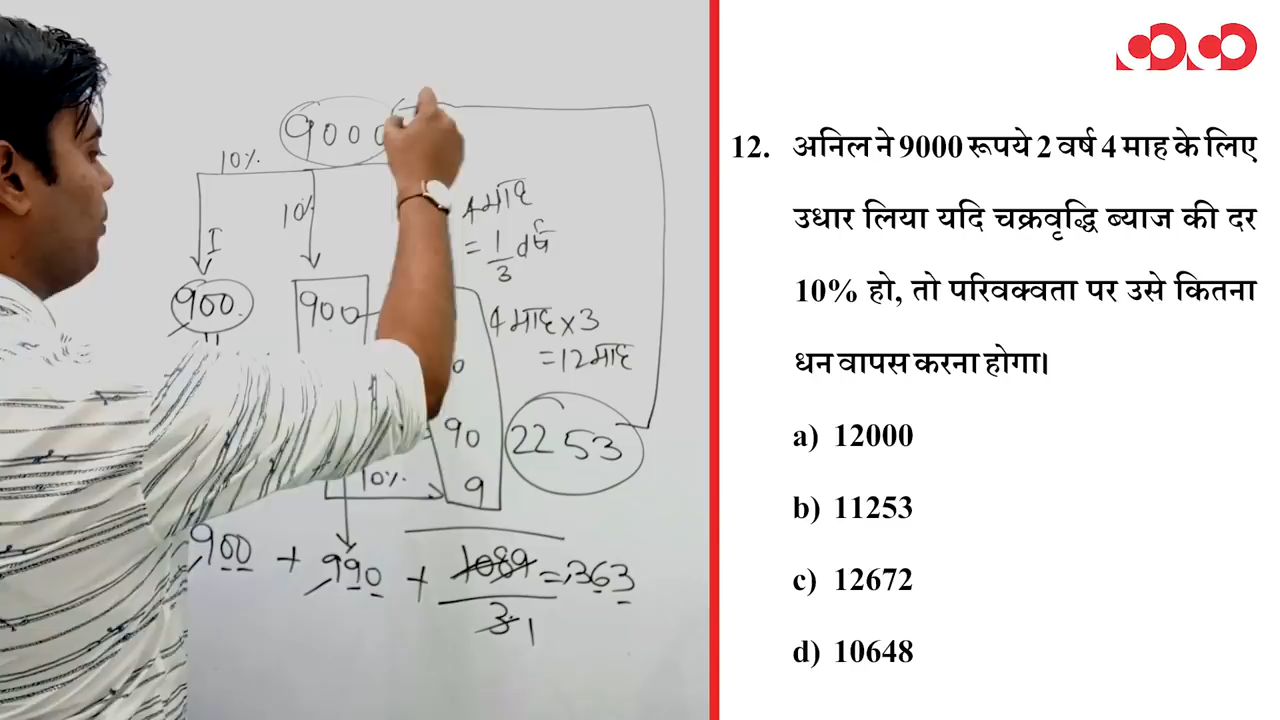 9000
10%
10%
I
900
900
4 माह
= 1/3 वर्ष
4 माह × 3
= 12 माह
0
90
9
2253
10%
900 + 990 + 1089/3 1 = 363
12. अनिल ने 9000 रूपये 2 वर्ष 4 माह के लिए
उधार लिया यदि चक्रवृद्धि ब्याज की दर
10% हो, तो परिवक्वता पर उसे कितना
धन वापस करना होगा।
a) 12000
b) 11253
c) 12672
d) 10648